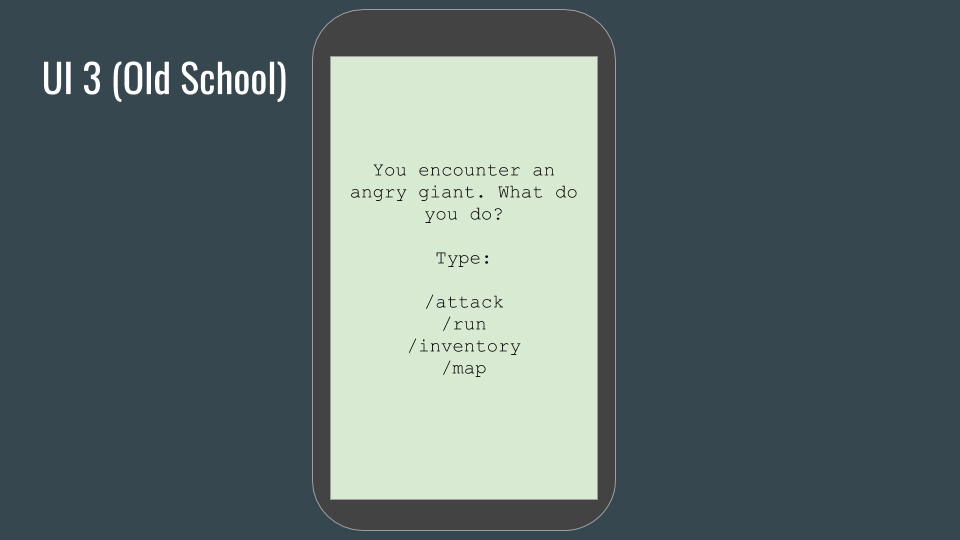 UI 3 (Old School)
You encounter an
angry giant. What do
you do?
Type:
/attack
/run
/inventory
/map